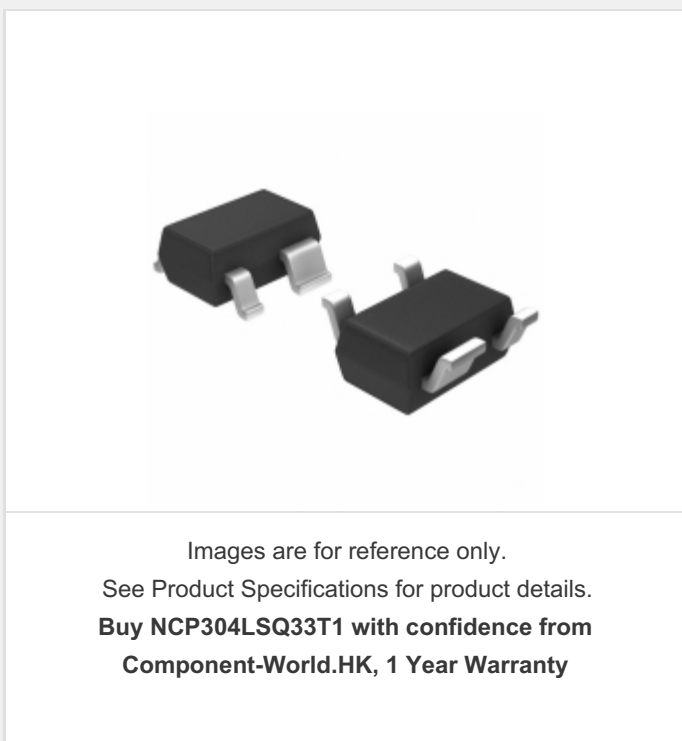 Images are for reference only.
See Product Specifications for product details.
Buy NCP304LSQ33T1 with confidence from
Component-World.HK, 1 Year Warranty